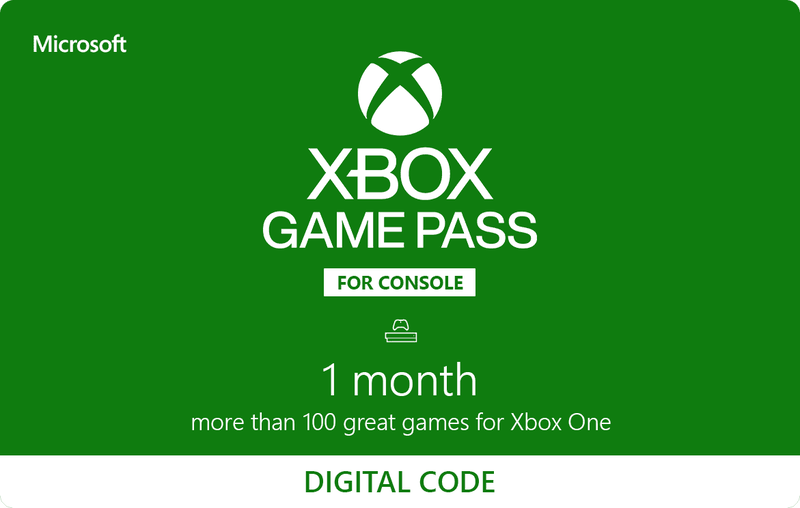 Microsoft
XBOX
GAME PASS
FOR CONSOLE
1 month
more than 100 great games for Xbox One
DIGITAL CODE